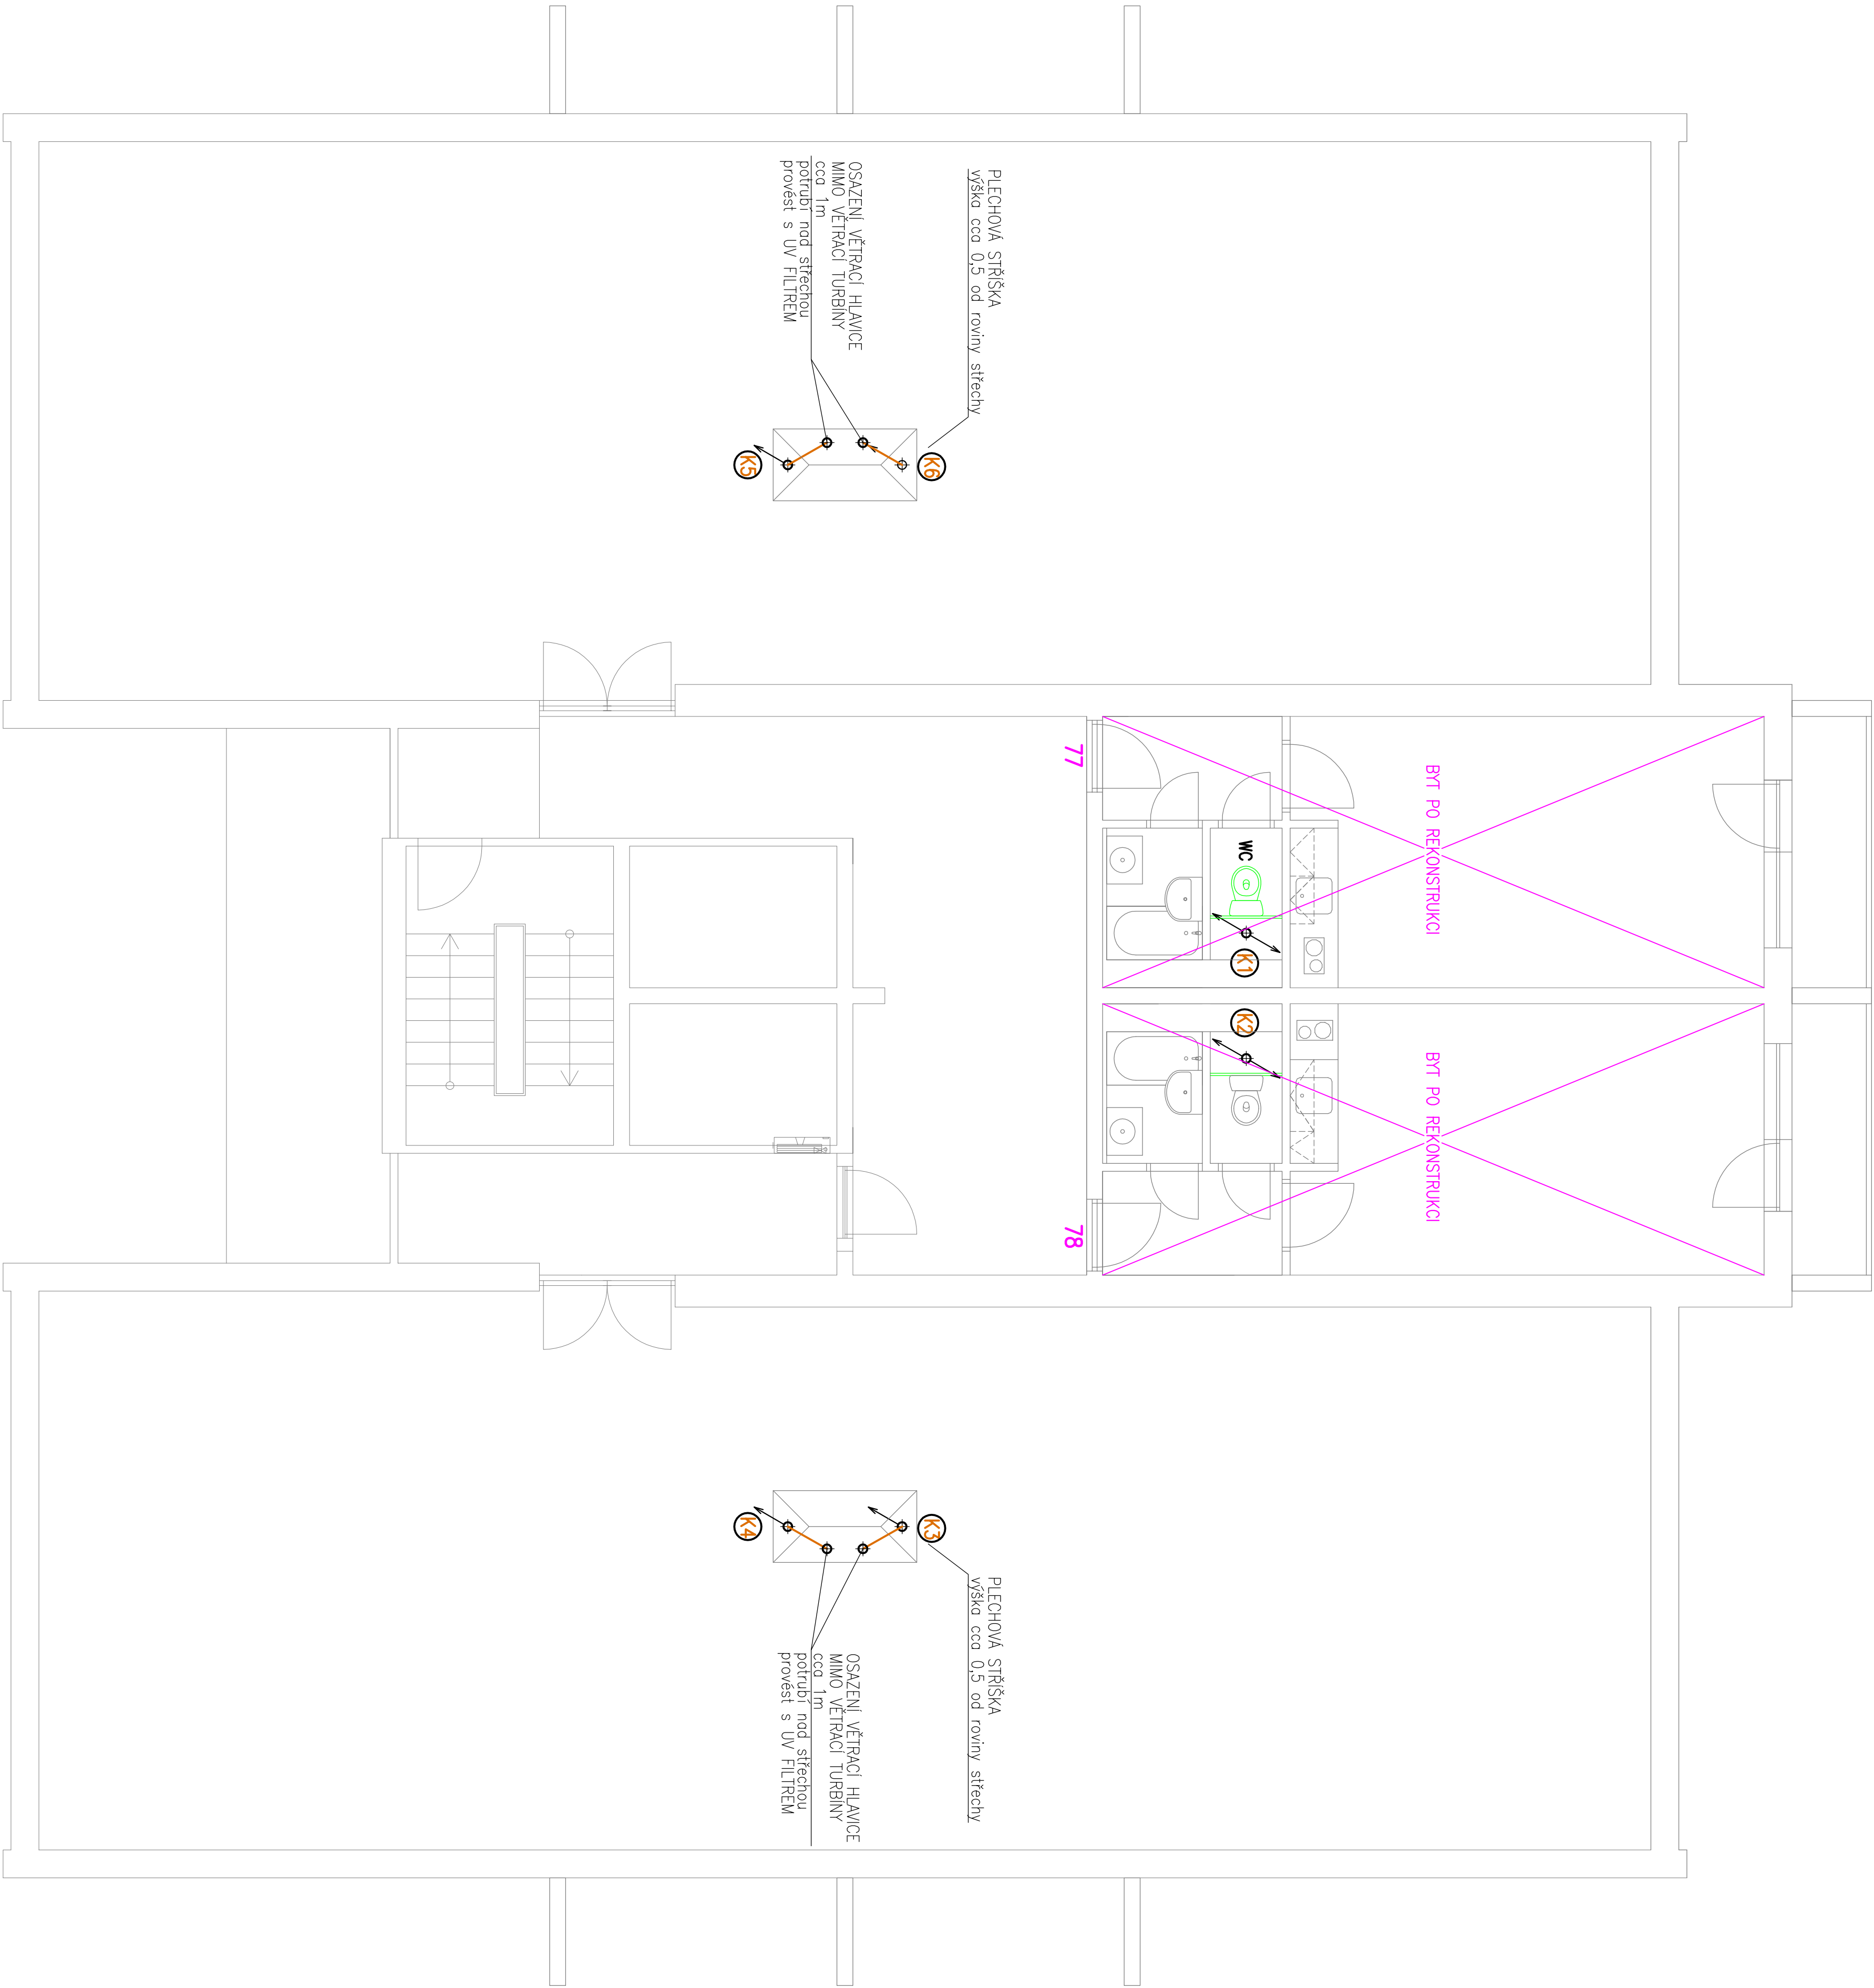 PLECHOVÁ STŘÍŠKA
výška cca 0,5 od roviny střechy
OSAZENÍ VĚTRACÍ HLAVICE
MIMO VĚTRACÍ TURBÍNY
cca 1m
potrubí nad střechou
provést s UV FILTREM
K6
K5
BYT PO REKONSTRUKCI
77
WC
K1
K2
BYT PO REKONSTRUKCI
78
K3
K4
PLECHOVÁ STŘÍŠKA
výška cca 0,5 od roviny střechy
OSAZENÍ VĚTRACÍ HLAVICE
MIMO VĚTRACÍ TURBÍNY
cca 1m
potrubí nad střechou
provést s UV FILTREM